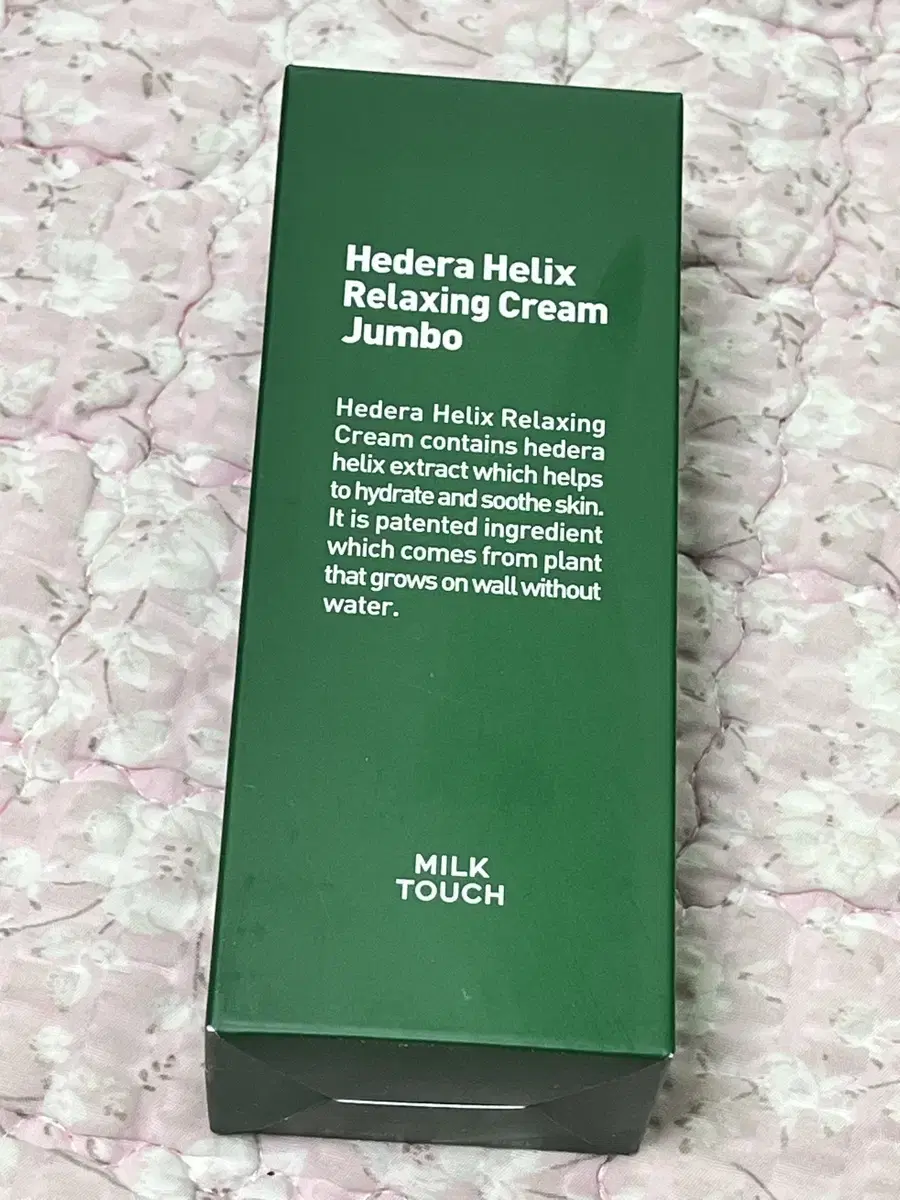 Hedera Helix
Relaxing Cream
Jumbo
Hedera Helix Relaxing
Cream contains hedera
helix extract which helps
to hydrate and soothe skin.
It is patented ingredient
which comes from plant
that grows on wall without
water.
MILK
TOUCH